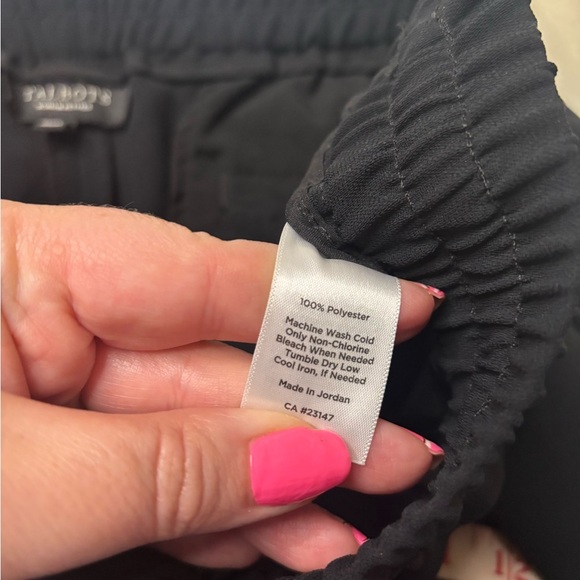 TALBOTS
100% Polyester
Machine Wash Cold
Only Non-Chlorine
Bleach When Needed
Tumble Dry Low
Cool Iron, If Needed
Made In Jordan
CA #23147